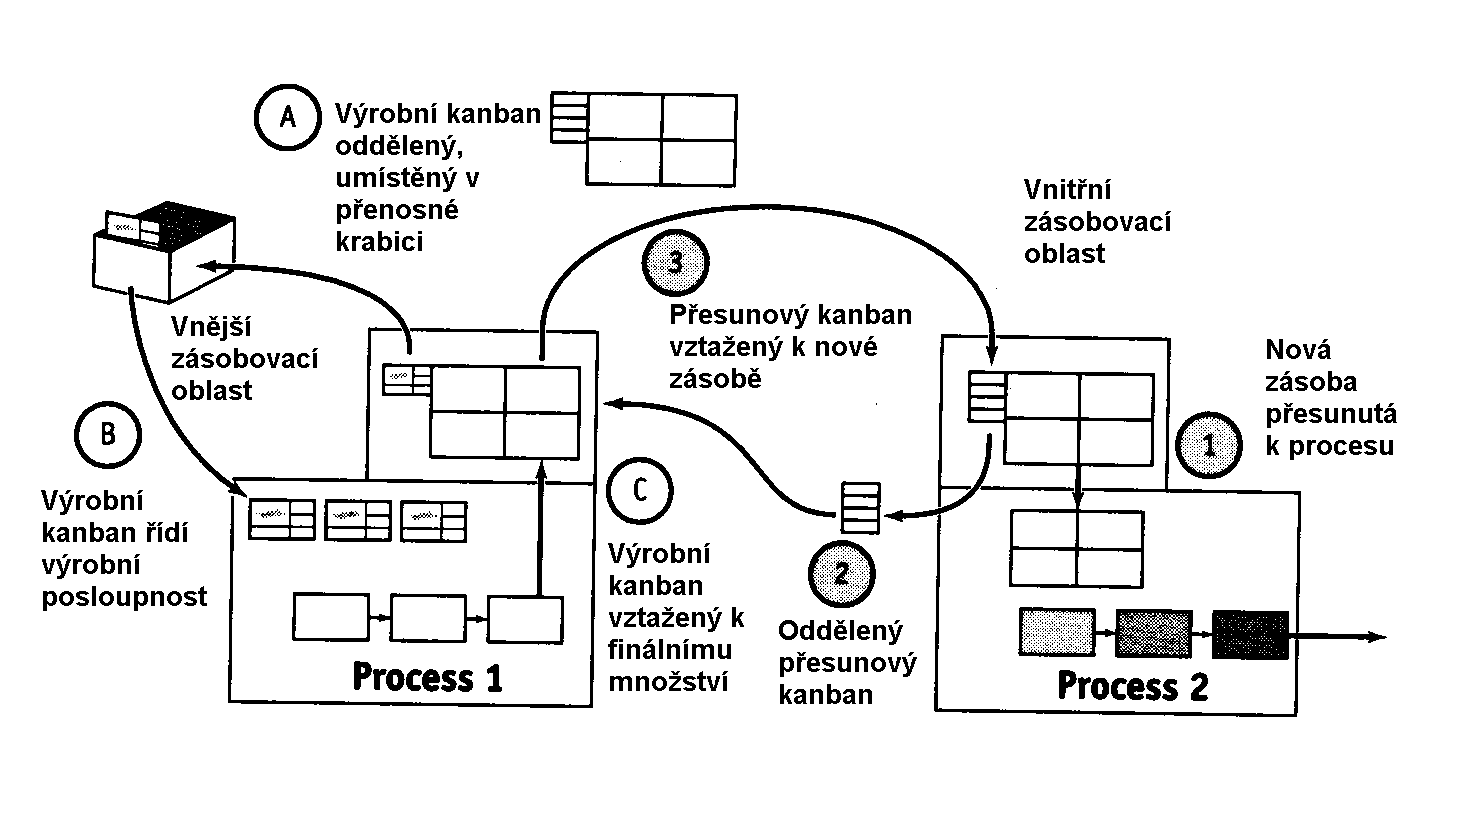 A
Výrobní kanban
oddělený,
umístěný v
přenosné
krabici
Vnitřní
zásobovací
oblast
3
Přesunový kanban
vztažený k nové
zásobě
Vnější
zásobovací
oblast
Nová
zásoba
přesunutá
k procesu
1
B
Výrobní
kanban řídí
výrobní
posloupnost
C
Výrobní
kanban
vztažený k
finálnímu
množství
2
Oddělený
přesunový
kanban
Process 1
Process 2